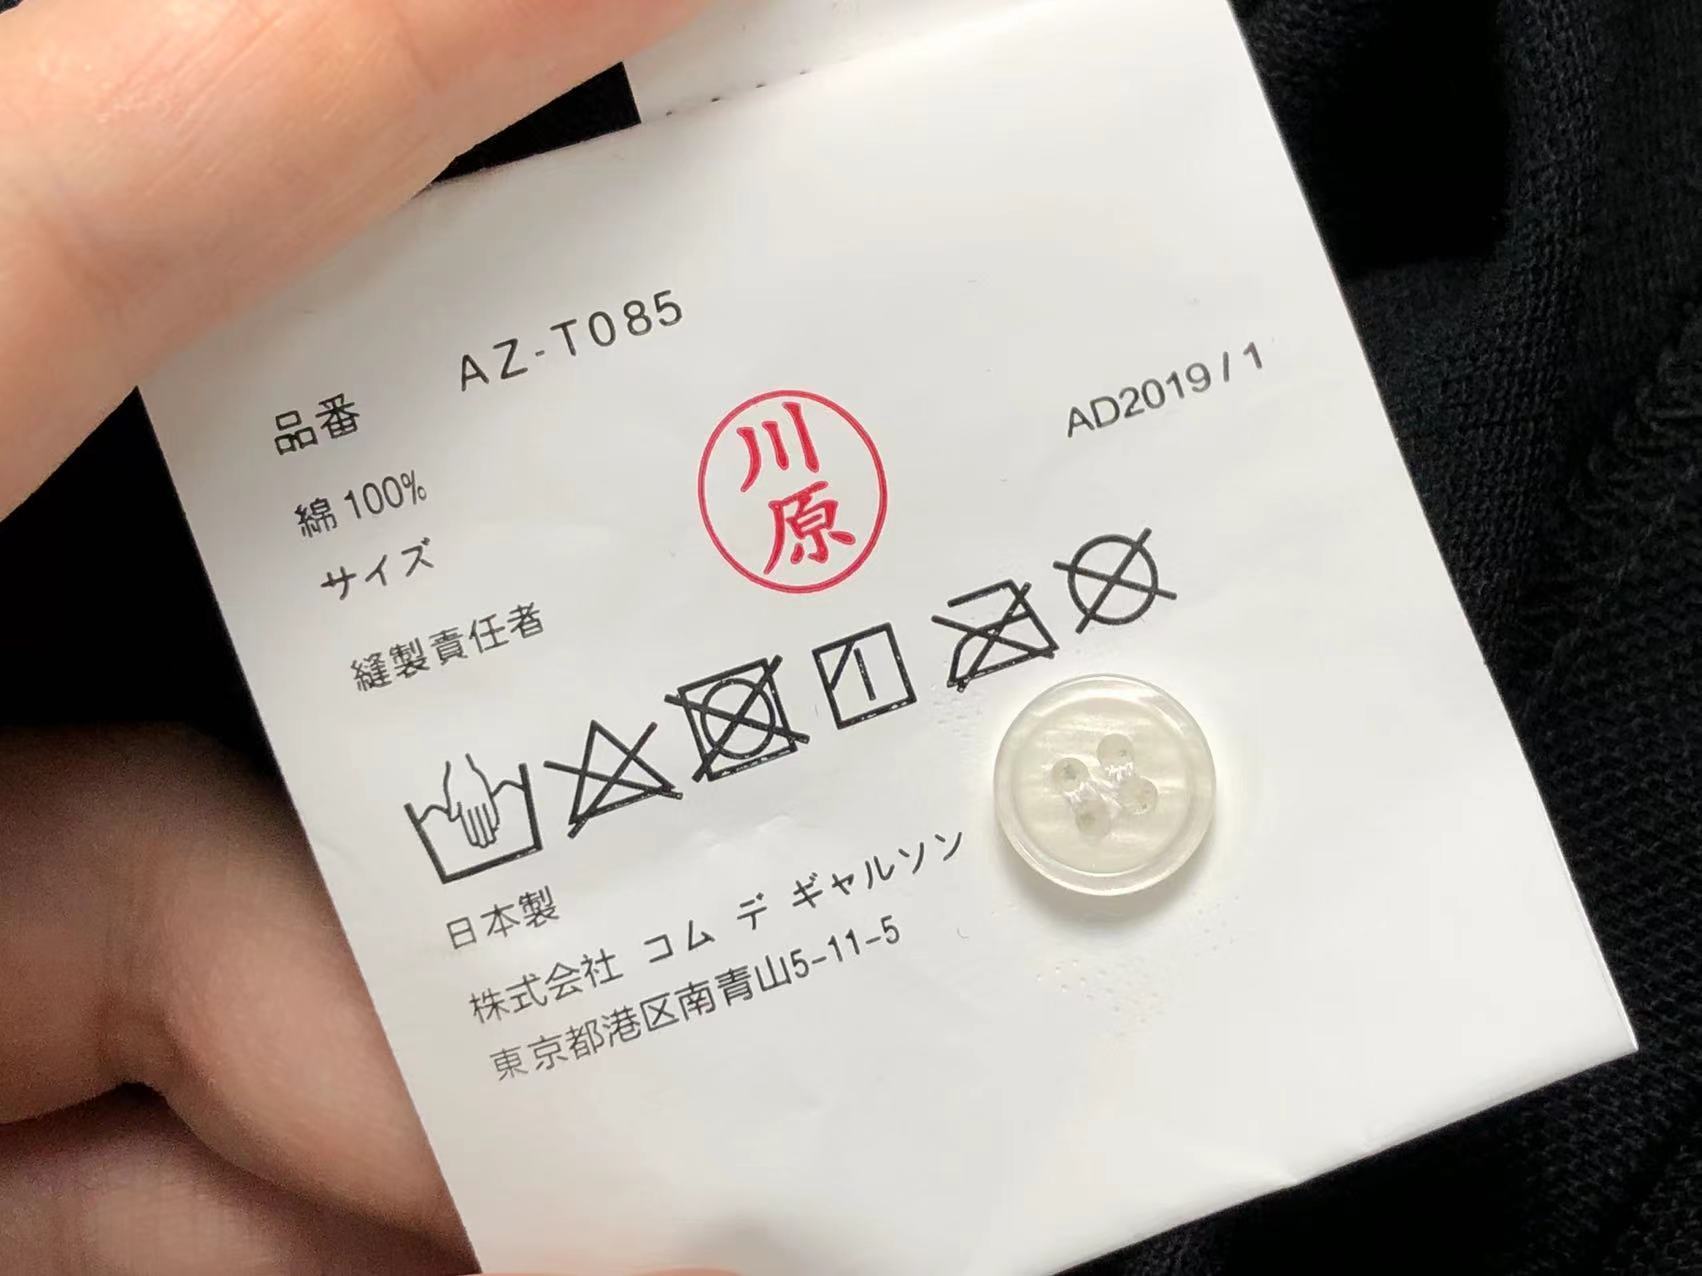 品番 AZ-T085
AD2019 / 1
綿 100%
川原
サイズ
縫製責任者
日本製
株式会社 コム デ ギャルソン
東京都港区南青山5-11-5